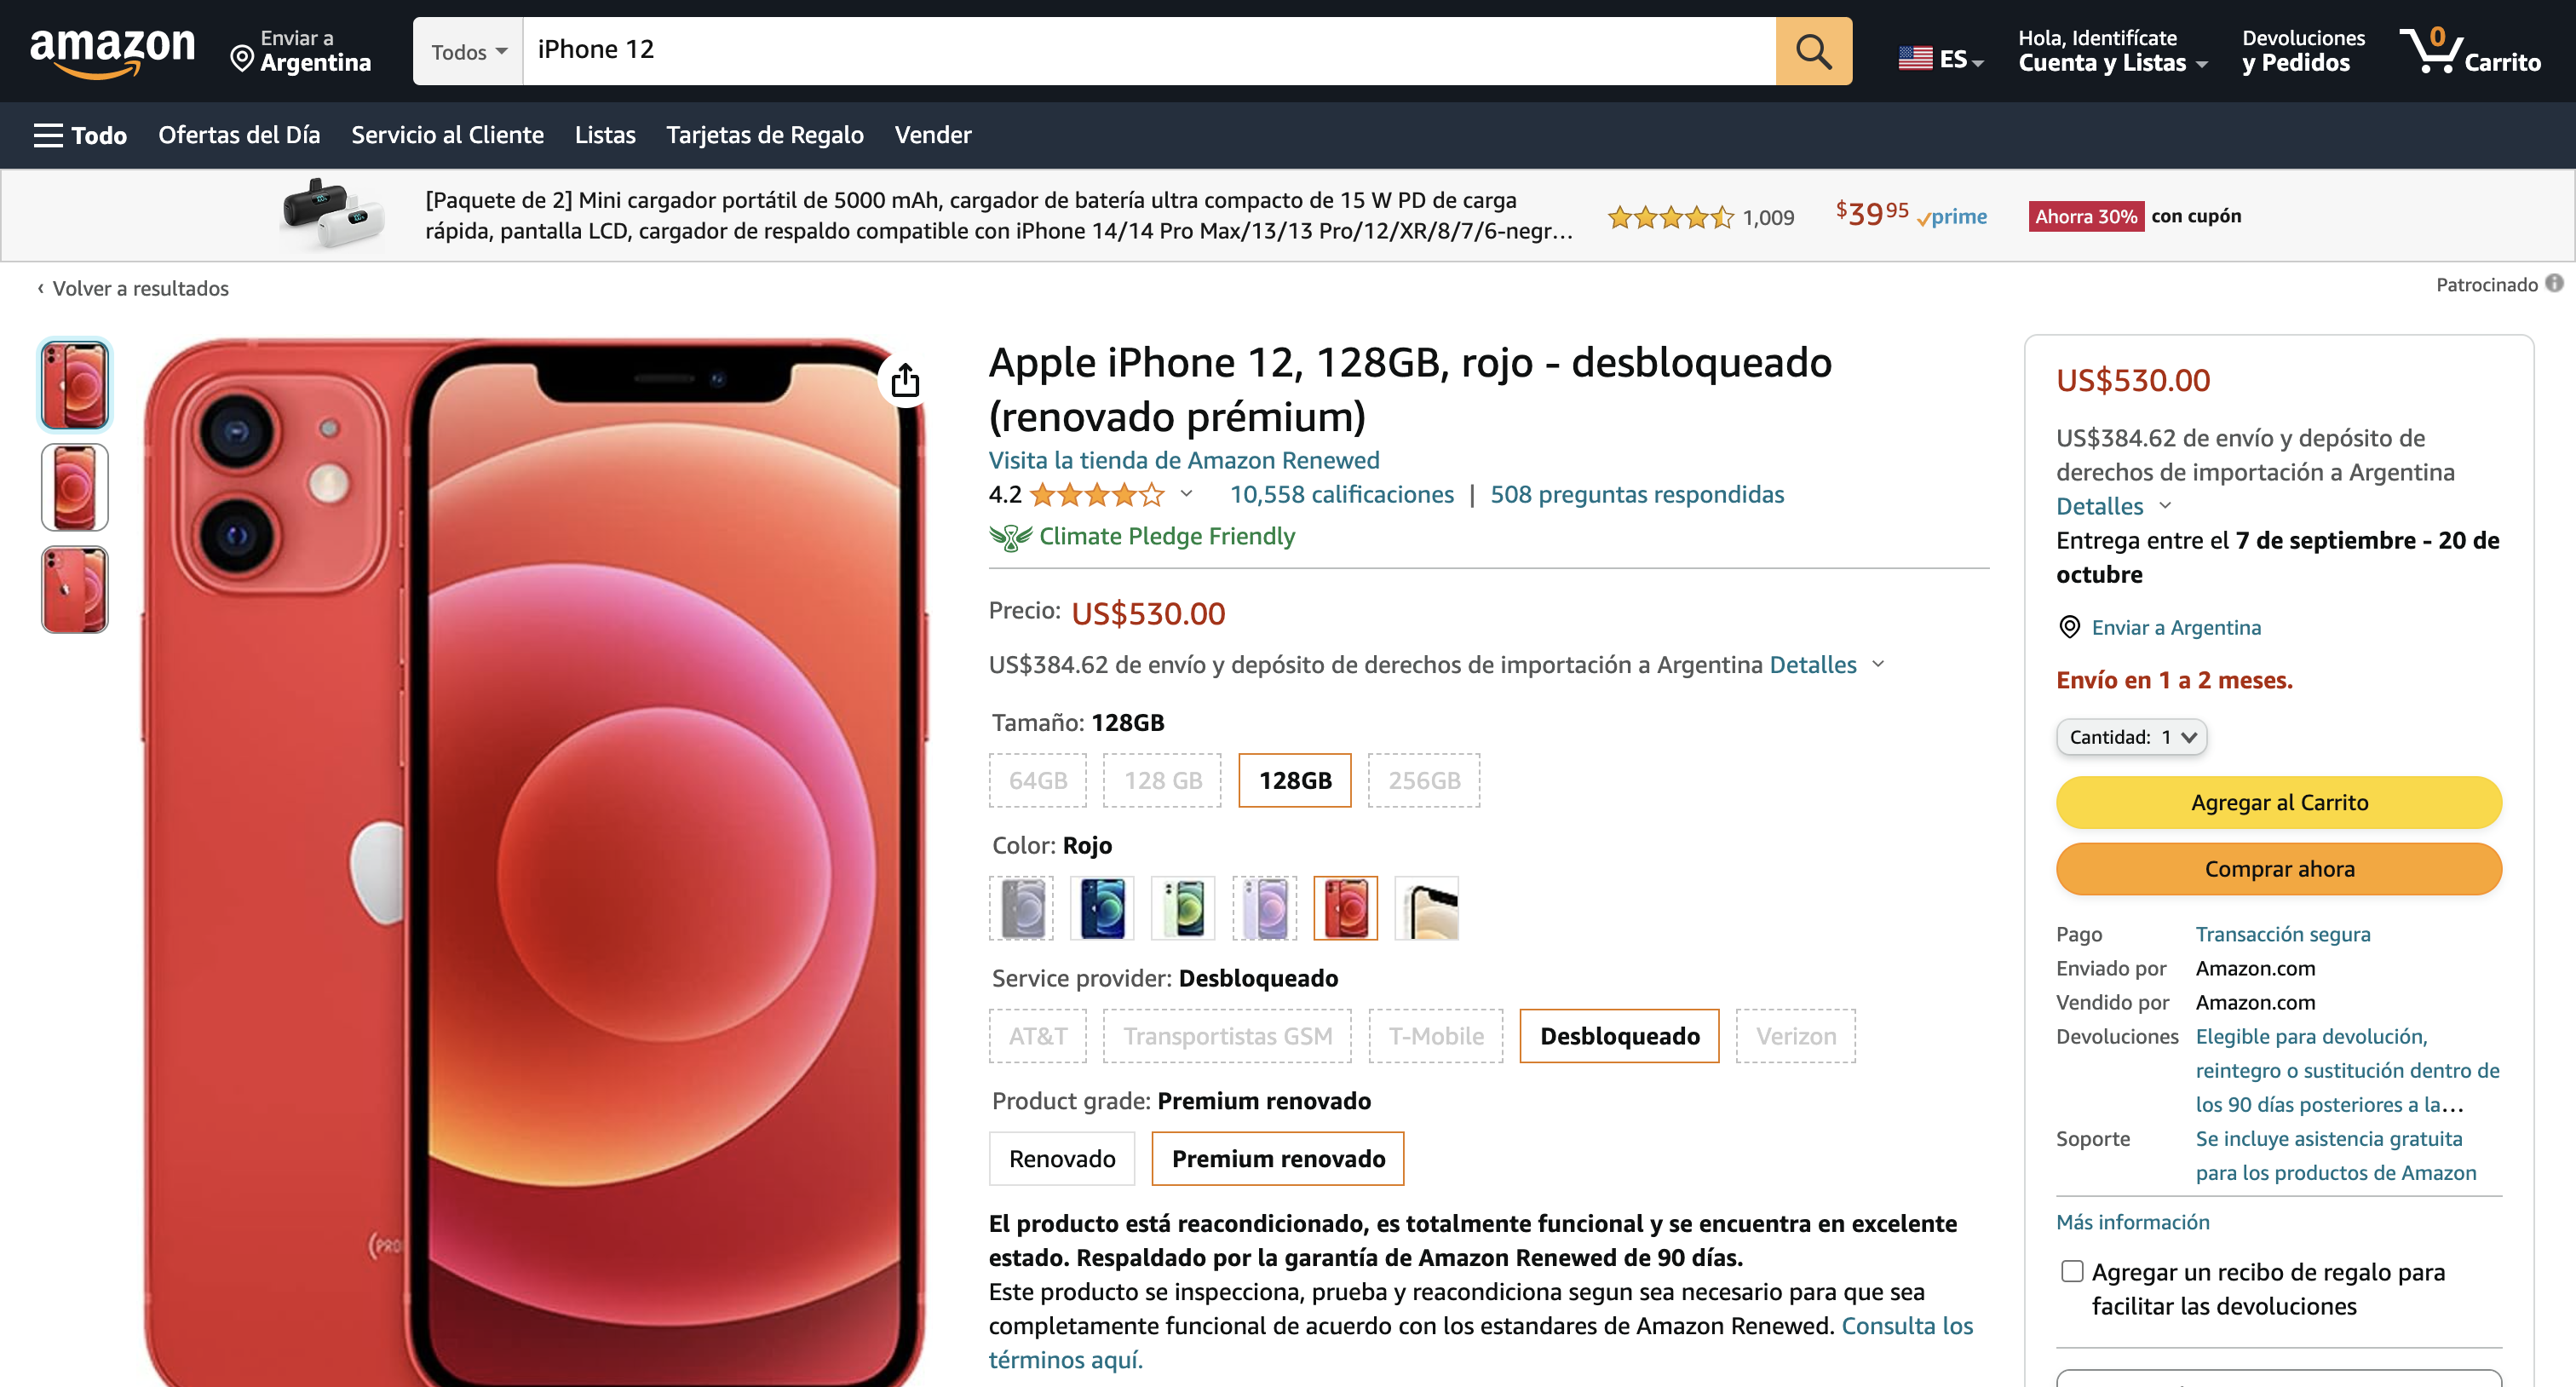 amazon
Enviar a
Argentina
Todos
iPhone 12
ES
Hola, Identifícate
Cuenta y Listas
Devoluciones
y Pedidos
0
Carrito
Todo
Ofertas del Día
Servicio al Cliente
Listas
Tarjetas de Regalo
Vender
[Paquete de 2] Mini cargador portátil de 5000 mAh, cargador de batería ultra compacto de 15 W PD de carga
rápida, pantalla LCD, cargador de respaldo compatible con iPhone 14/14 Pro Max/13/13 Pro/12/XR/8/7/6-negr...
1,009
$3995
prime
Ahorra 30% con cupón
‹ Volver a resultados
Patrocinado
(PRO
Apple iPhone 12, 128GB, rojo - desbloqueado
(renovado prémium)
Visita la tienda de Amazon Renewed
4.2
10,558 calificaciones | 508 preguntas respondidas
Climate Pledge Friendly
Precio: US$530.00
US$384.62 de envío y depósito de derechos de importación a Argentina Detalles
Tamaño: 128GB
64GB
128 GB
128GB
256GB
Color: Rojo
Service provider: Desbloqueado
AT&T
Transportistas GSM
T-Mobile
Desbloqueado
Verizon
Product grade: Premium renovado
Renovado
Premium renovado
El producto está reacondicionado, es totalmente funcional y se encuentra en excelente
estado. Respaldado por la garantía de Amazon Renewed de 90 días.
Este producto se inspecciona, prueba y reacondiciona segun sea necesario para que sea
completamente funcional de acuerdo con los estandares de Amazon Renewed. Consulta los
términos aquí.
US$530.00
US$384.62 de envío y depósito de
derechos de importación a Argentina
Detalles
Entrega entre el 7 de septiembre - 20 de
octubre
Enviar a Argentina
Envío en 1 a 2 meses.
Cantidad: 1
Agregar al Carrito
Comprar ahora
Pago Transacción segura
Enviado por Amazon.com
Vendido por Amazon.com
Devoluciones Elegible para devolución,
reintegro o sustitución dentro de
los 90 días posteriores a la...
Soporte Se incluye asistencia gratuita
para los productos de Amazon
Más información
Agregar un recibo de regalo para
facilitar las devoluciones